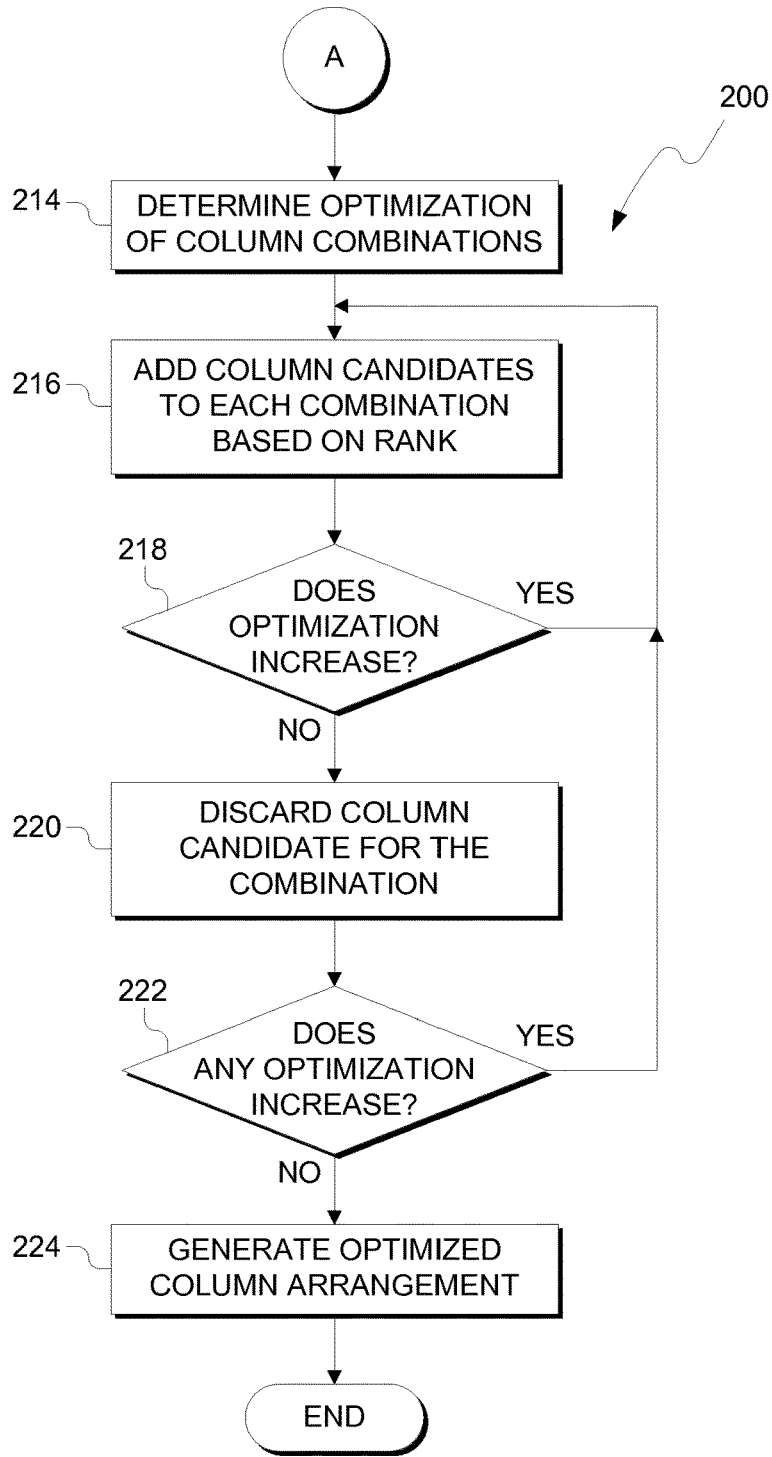 A
200
214
DETERMINE OPTIMIZATION
OF COLUMN COMBINATIONS
216
ADD COLUMN CANDIDATES
TO EACH COMBINATION
BASED ON RANK
218
DOES
OPTIMIZATION
INCREASE?
YES
NO
220
DISCARD COLUMN
CANDIDATE FOR THE
COMBINATION
222
DOES
ANY OPTIMIZATION
INCREASE?
YES
NO
224
GENERATE OPTIMIZED
COLUMN ARRANGEMENT
END